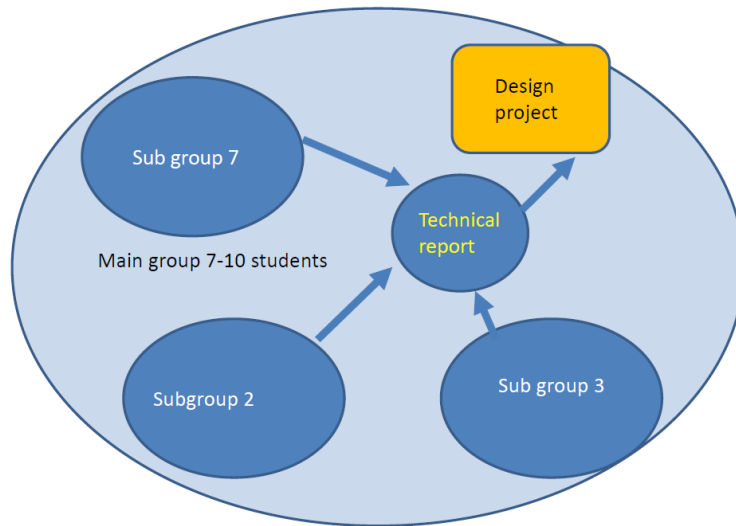 Design
project
Sub group 7
Technical
report
Main group 7-10 students
Subgroup 2
Sub group 3